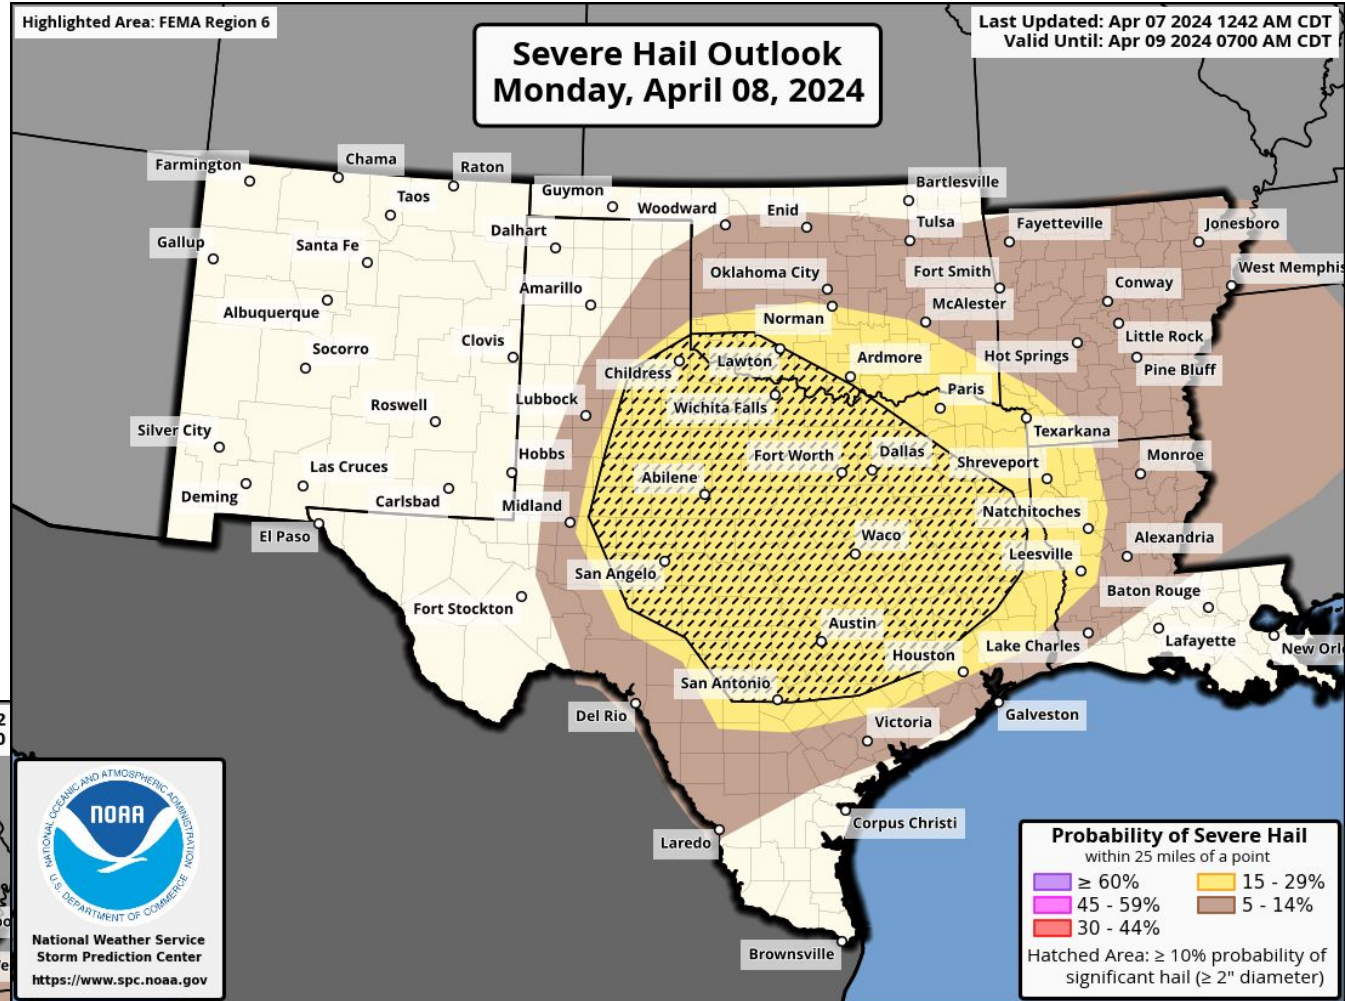 Highlighted Area: FEMA Region 6
Last Updated: Apr 07 2024 1242 AM CDT
Valid Until: Apr 09 2024 0700 AM CDT
Severe Hail Outlook
Monday, April 08, 2024
Farmington
Chama
Raton
Taos
Guymon
Woodward
Enid
Bartlesville
Tulsa
Fayetteville
Jonesboro
Gallup
Santa Fe
Dalhart
Oklahoma City
Fort Smith
West Memphis
Albuquerque
Amarillo
Norman
McAlester
Conway
Socorro
Clovis
Childress
Lawton
Ardmore
Hot Springs
Little Rock
Pine Bluff
Roswell
Lubbock
Wichita Falls
Paris
Silver City
Texarkana
Las Cruces
Hobbs
Abilene
Fort Worth
Dallas
Shreveport
Monroe
Deming
Carlsbad
Midland
Natchitoches
El Paso
Waco
Leesville
Alexandria
San Angelo
Fort Stockton
Baton Rouge
Austin
Houston
Lake Charles
Lafayette
New Orl
San Antonio
Del Rio
Victoria
Galveston
Laredo
Corpus Christi
Brownsville
2
0
NATIONAL OCEANIC AND ATMOSPHERIC ADMINISTRATION
NOAA
U.S. DEPARTMENT OF COMMERCE
National Weather Service
Storm Prediction Center
https://www.spc.noaa.gov
Probability of Severe Hail
within 25 miles of a point
≥ 60%
15 - 29%
45 - 59%
5 - 14%
30 - 44%
Hatched Area: ≥ 10% probability of
significant hail (≥ 2" diameter)